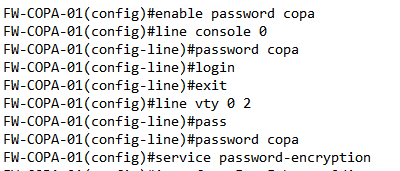 FW-COPA-01(config)#enable password copa
FW-COPA-01(config)#line console 0
FW-COPA-01(config-line)#password copa
FW-COPA-01(config-line)#login
FW-COPA-01(config-line)#exit
FW-COPA-01(config)#line vty 0 2
FW-COPA-01(config-line)#pass
FW-COPA-01(config-line)#password copa
FW-COPA-01(config)#service password-encryption